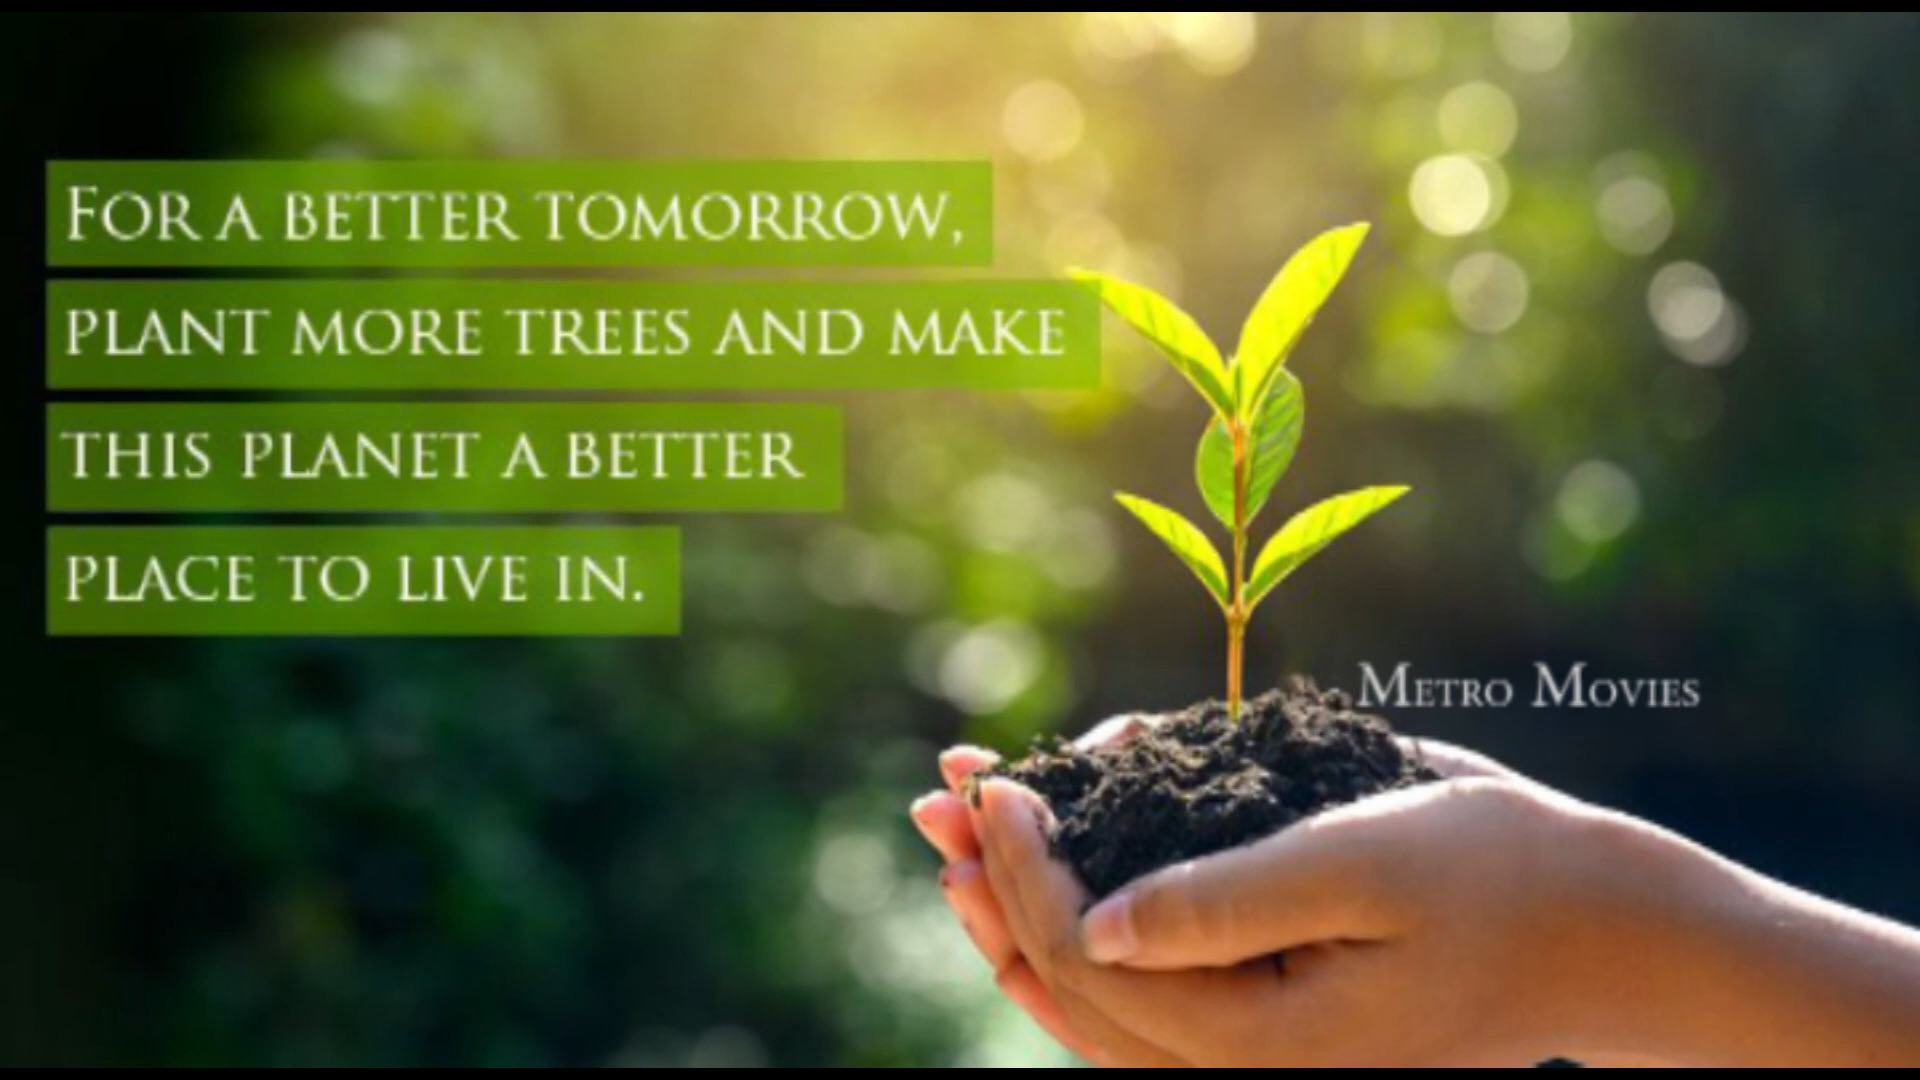 For a better tomorrow,
plant more trees and make
this planet a better
place to live in.
Metro Movies